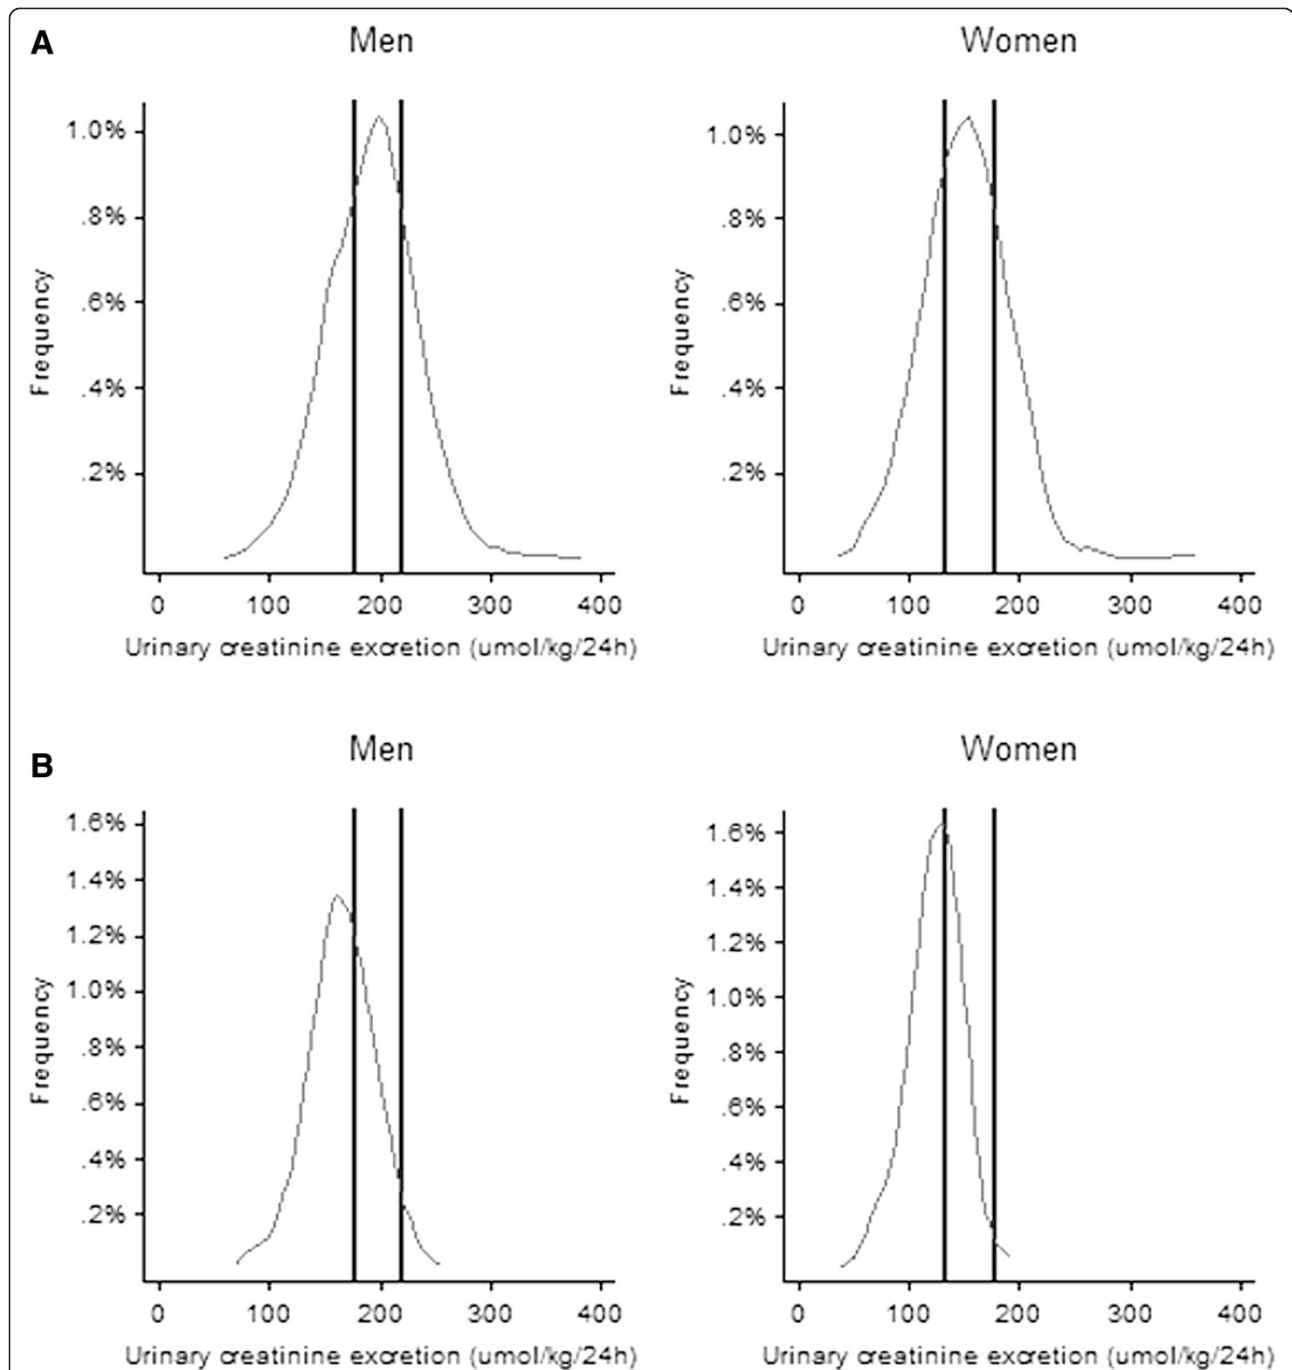 A
Men
Women
1.0%
.8%
.6%
.4%
.2%
Frequency
0 100 200 300 400
Urinary creatinine excretion (umol/kg/24h)
1.0%
.8%
.6%
.4%
.2%
Frequency
0 100 200 300 400
Urinary creatinine excretion (umol/kg/24h)
B
Men
Women
1.6%
1.4%
1.2%
1.0%
.8%
.6%
.4%
.2%
Frequency
0 100 200 300 400
Urinary creatinine excretion (umol/kg/24h)
1.6%
1.4%
1.2%
1.0%
.8%
.6%
.4%
.2%
Frequency
0 100 200 300 400
Urinary creatinine excretion (umol/kg/24h)